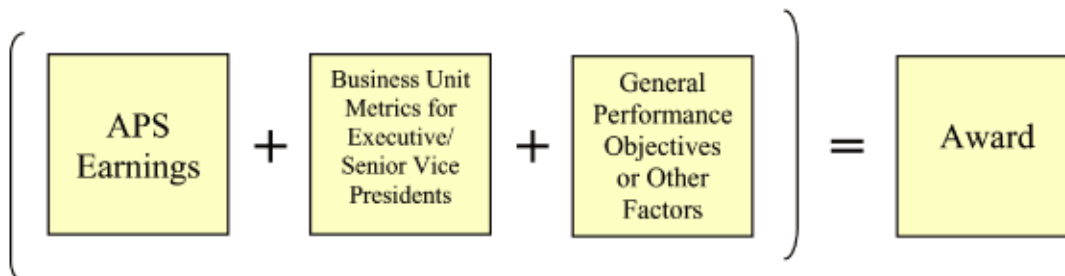 (
APS
Earnings
+
Business Unit
Metrics for
Executive/
Senior Vice
Presidents
+
General
Performance
Objectives
or Other
Factors
)
=
Award